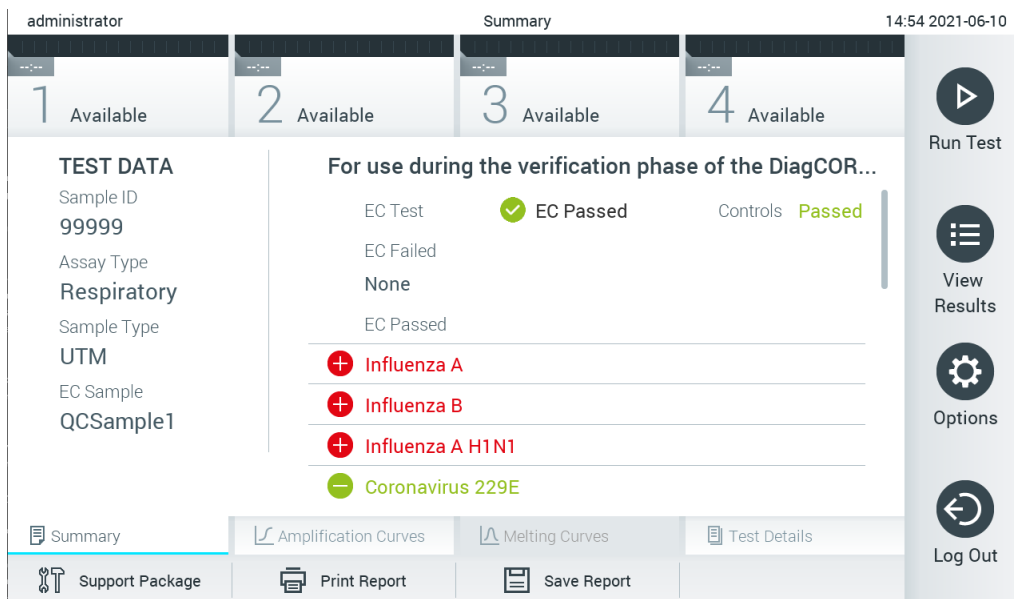 administrator
Summary
14:54 2021-06-10
--:--
--:--
--:--
--:--
1 Available
2 Available
3 Available
4 Available
Run Test
View
Results
Options
Log Out
TEST DATA
Sample ID
99999
Assay Type
Respiratory
Sample Type
UTM
EC Sample
QCSample1
For use during the verification phase of the DiagCOR...
EC Test EC Passed Controls Passed
EC Failed
None
EC Passed
Influenza A
Influenza B
Influenza A H1N1
Coronavirus 229E
Summary
Amplification Curves
Melting Curves
Test Details
Support Package
Print Report
Save Report